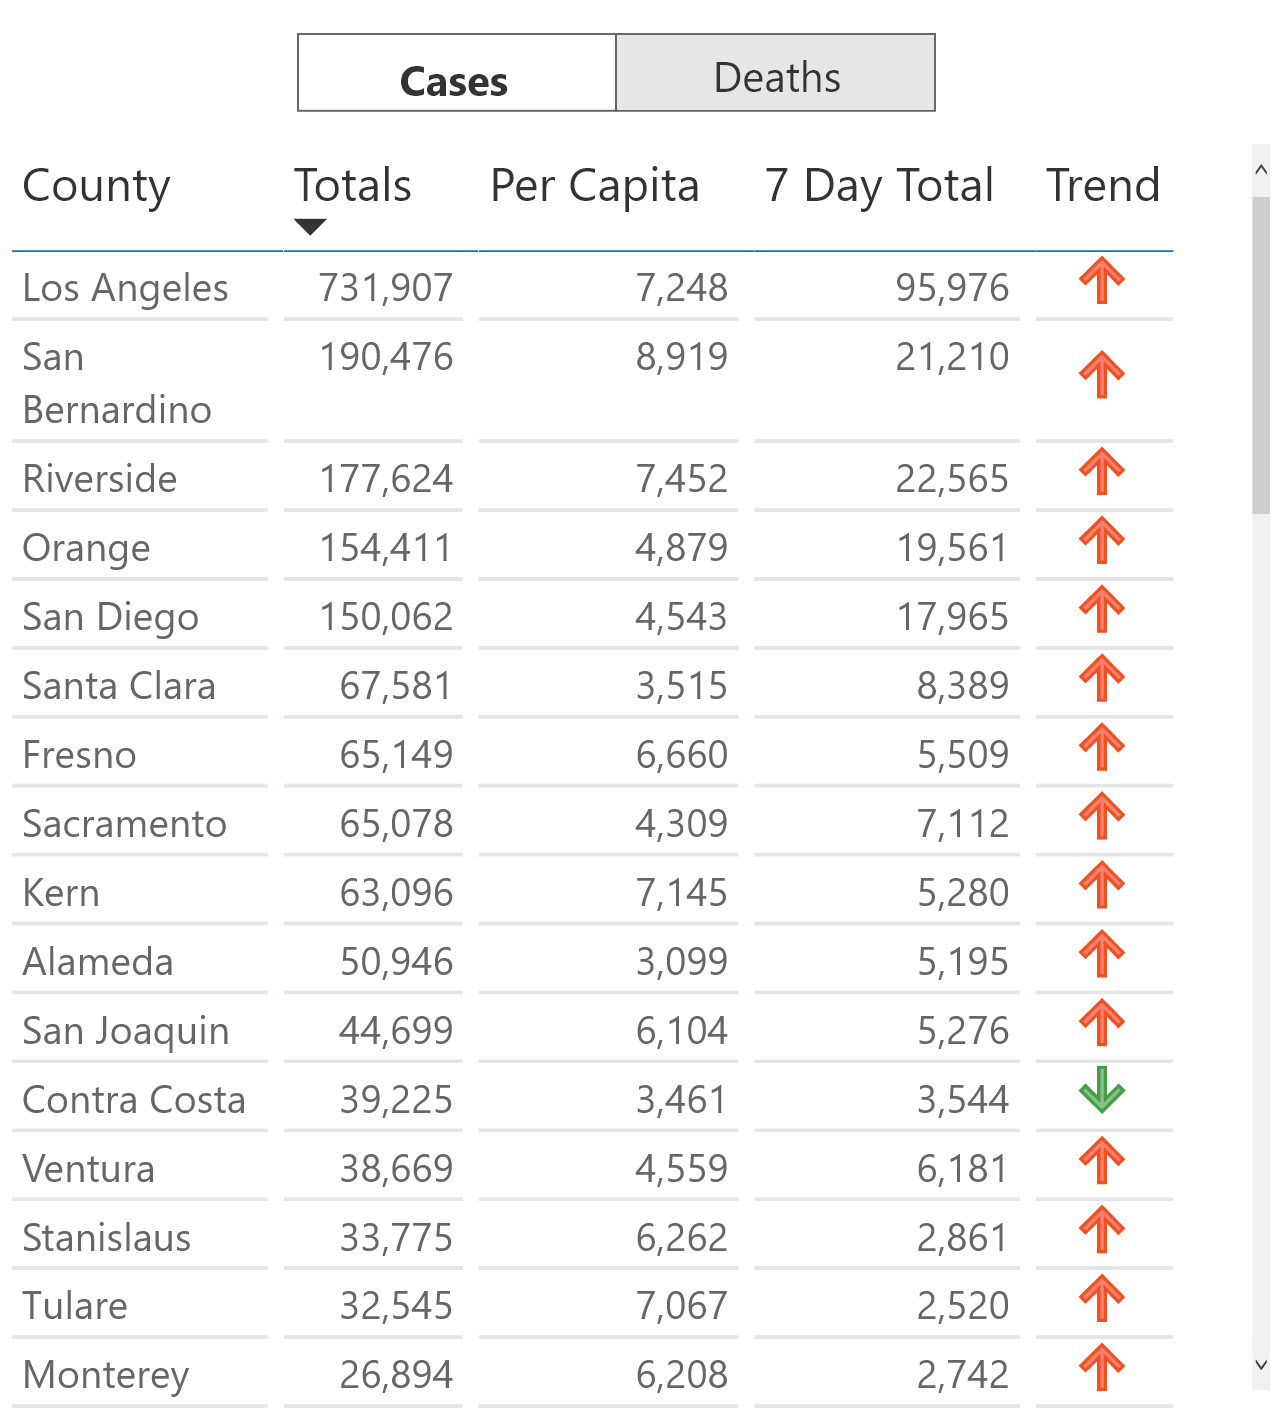 Cases Deaths
County Totals Per Capita 7 Day Total Trend
Los Angeles 731,907 7,248 95,976
San 190,476 8,919 21,210
Bernardino
Riverside 177,624 7,452 22,565
Orange 154,411 4,879 19,561
San Diego 150,062 4,543 17,965
Santa Clara 67,581 3,515 8,389
Fresno 65,149 6,660 5,509
Sacramento 65,078 4,309 7,112
Kern 63,096 7,145 5,280
Alameda 50,946 3,099 5,195
San Joaquin 44,699 6,104 5,276
Contra Costa 39,225 3,461 3,544
Ventura 38,669 4,559 6,181
Stanislaus 33,775 6,262 2,861
Tulare 32,545 7,067 2,520
Monterey 26,894 6,208 2,742